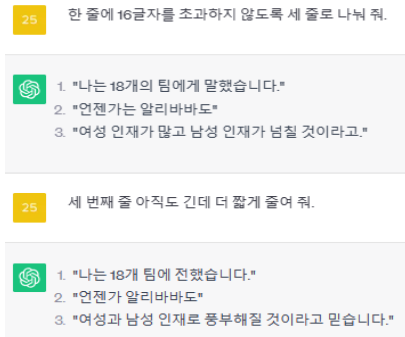 25 한 줄에 16글자를 초과하지 않도록 세 줄로 나눠 줘.
1. "나는 18개의 팀에게 말했습니다."
2. "언젠가는 알리바바도"
3. "여성 인재가 많고 남성 인재가 넘칠 것이라고."
25 세 번째 줄 아직도 긴데 더 짧게 줄여 줘.
1. "나는 18개 팀에 전했습니다."
2. "언젠가 알리바바도"
3. "여성과 남성 인재로 풍부해질 것이라고 믿습니다."